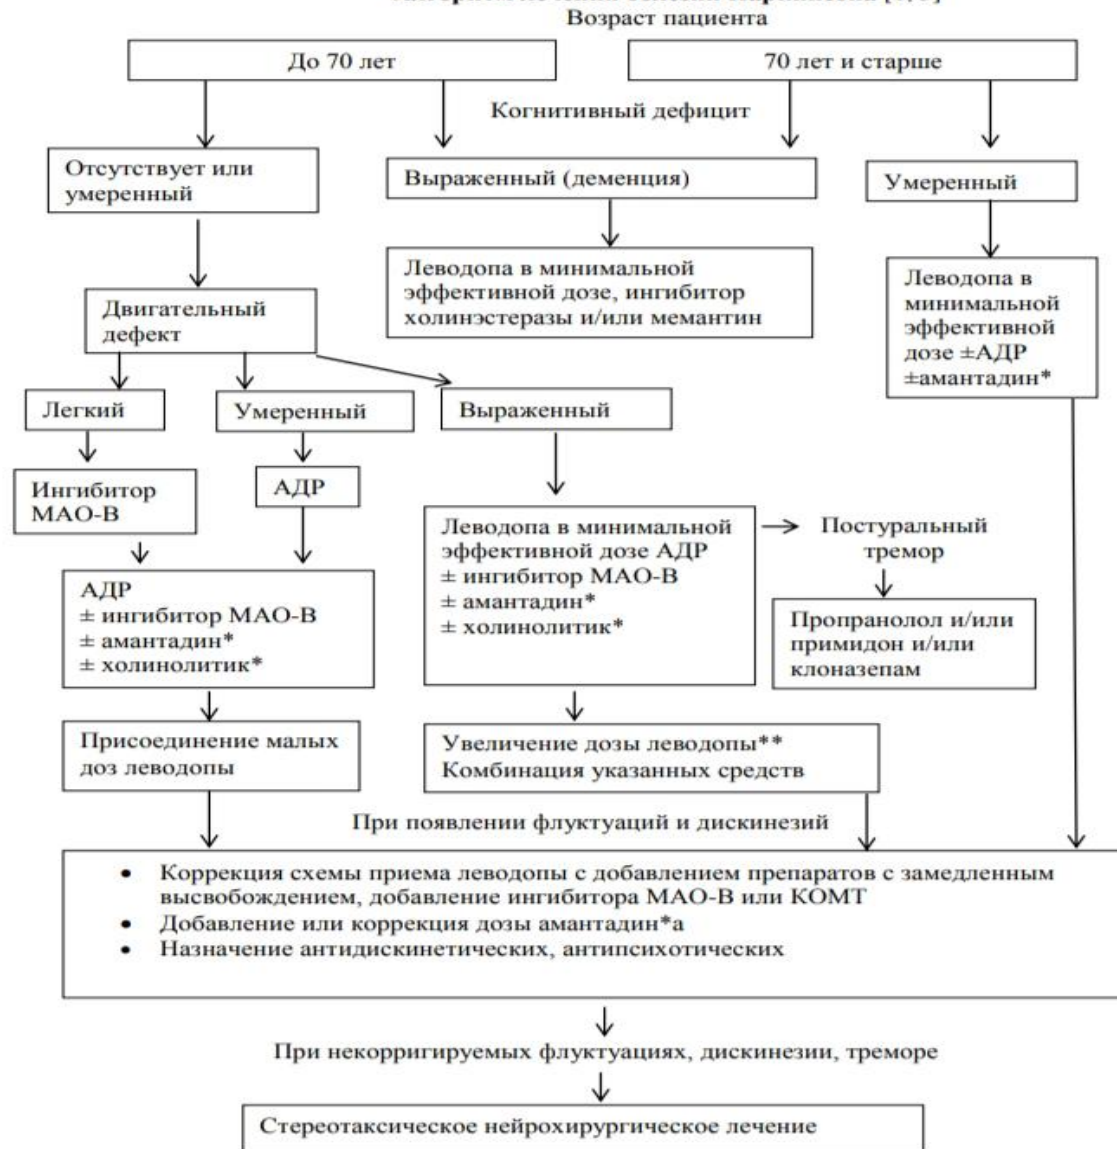 Возраст пациента
До 70 лет
70 лет и старше
Когнитивный дефицит
Отсутствует или
умеренный
Выраженный (деменция)
Умеренный
Леводопа в минимальной
эффективной дозе, ингибитор
холинэстеразы и/или мемантин
Леводопа в
минимальной
эффективной
дозе ±АДР
±амантадин*
Двигательный
дефект
Легкий
Умеренный
Выраженный
Ингибитор
МАО-В
АДР
Леводопа в минимальной
эффективной дозе АДР
± ингибитор МАО-В
± амантадин*
± холинолитик*
Постуральный
тремор
АДР
± ингибитор МАО-В
± амантадин*
± холинолитик*
Пропранолол и/или
примидон и/или
клоназепам
Присоединение малых
доз леводопы
Увеличение дозы леводопы**
Комбинация указанных средств
При появлении флуктуаций и дискинезий
• Коррекция схемы приема леводопы с добавлением препаратов с замедленным
высвобождением, добавление ингибитора МАО-В или КОМТ
• Добавление или коррекция дозы амантадин*а
• Назначение антидискинетических, антипсихотических
При некорригируемых флуктуациях, дискинезии, треморе
Стереотаксическое нейрохирургическое лечение